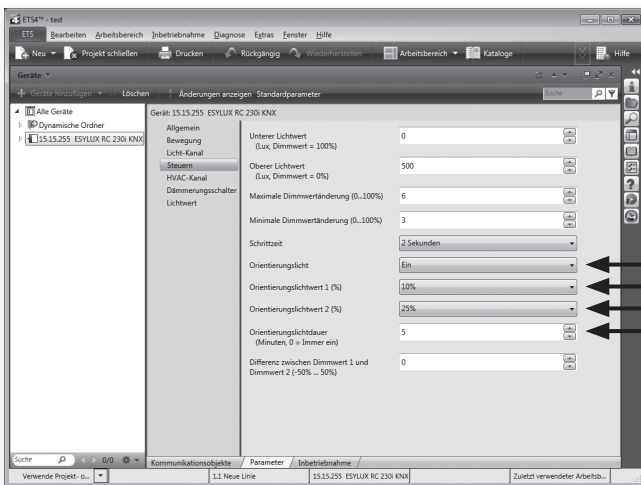 ETS4™ - test
ETS Bearbeiten Arbeitsbereich Inbetriebnahme Diagnose Extras Fenster Hilfe
Neu Projekt schließen Drucken Rückgängig Wiederherstellen Arbeitsbereich Kataloge Hilfe
Geräte
Geräte hinzufügen Löschen Änderungen anzeigen Standardparameter Suche
Alle Geräte
Dynamische Ordner
15.15.255 ESYLUX RC 230i KNX
Gerät: 15.15.255 ESYLUX RC 230i KNX
Allgemein
Bewegung
Licht-Kanal
Steuern
HVAC-Kanal
Dämmerungsschalter
Lichtwert
Unterer Lichtwert 0
(Lux, Dimmwert = 100%)
Oberer Lichtwert 500
(Lux, Dimmwert = 0%)
Maximale Dimmwertänderung (0...100%) 6
Minimale Dimmwertänderung (0...100%) 3
Schrittzeit 2 Sekunden
Orientierungslicht Ein
Orientierungslichtwert 1 (%) 10%
Orientierungslichtwert 2 (%) 25%
Orientierungslichtdauer 5
(Minuten, 0 = Immer ein)
Differenz zwischen Dimmwert 1 und 0
Dimmwert 2 (-50% ... 50%)
Suche 0/0
Kommunikationsobjekte Parameter Inbetriebnahme
Verwende Projekt- o... 1.1 Neue Linie 15.15.255 ESYLUX RC 230i KNX Zuletzt verwendeter Arbeitsb...